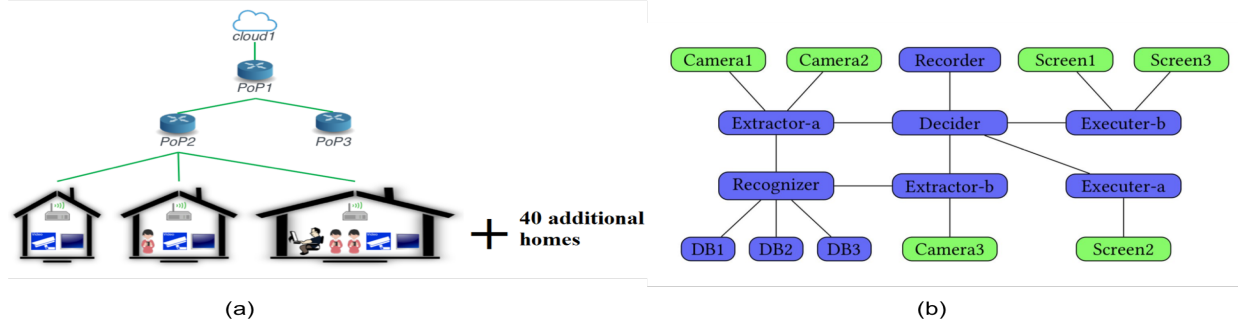 cloud1
PoP1
PoP2
PoP3
40 additional
homes
(a)
Camera1
Camera2
Recorder
Screen1
Screen3
Extractor-a
Decider
Executer-b
Recognizer
Extractor-b
Executer-a
DB1
DB2
DB3
Camera3
Screen2
(b)